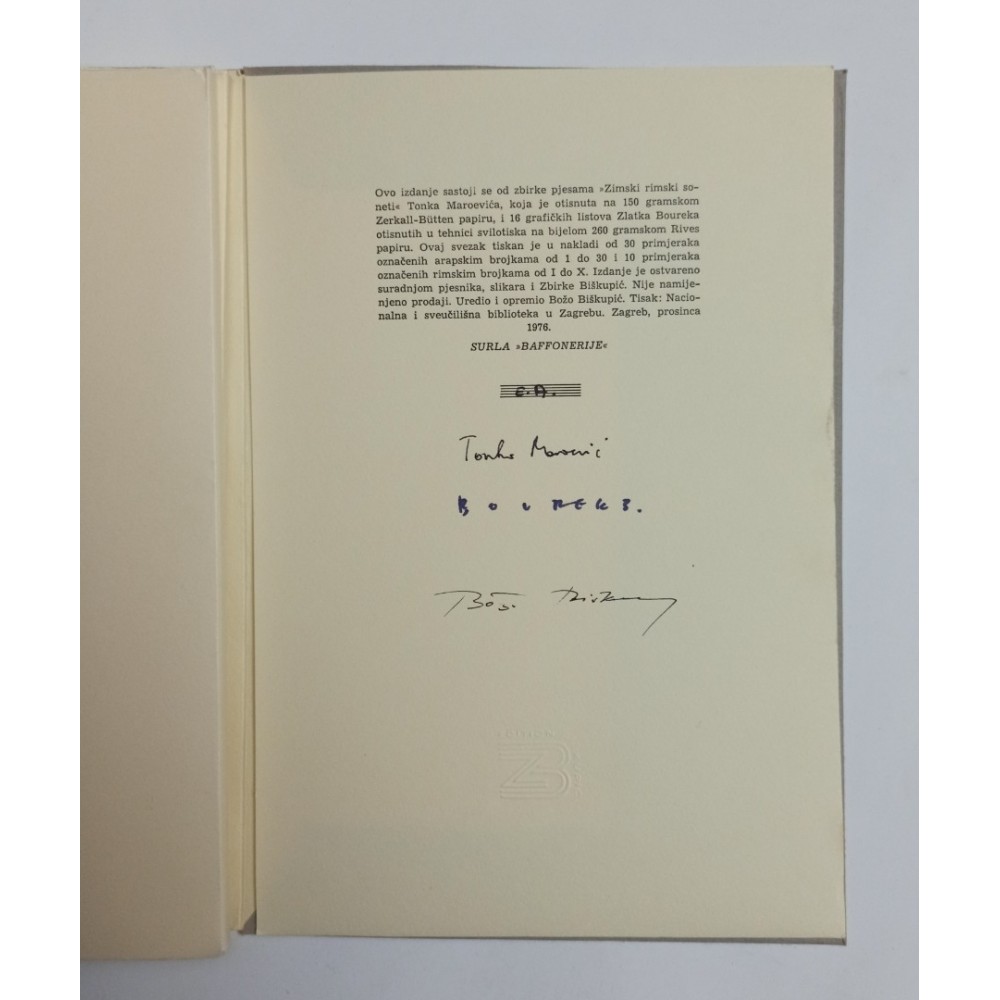 Ovo izdanje sastoji se od zbirke pjesama »Zimski rimski so-
neti« Tonka Maroevića, koja je otisnuta na 150 gramskom
Zerkall-Bütten papiru, i 16 grafičkih listova Zlatka Boureka
otisnutih u tehnici svilotiska na bijelom 260 gramskom Rives
papiru. Ovaj svezak tiskan je u nakladi od 30 primjeraka
označenih arapskim brojkama od 1 do 30 i 10 primjeraka
označenih rimskim brojkama od I do X. Izdanje je ostvareno
suradnjom pjesnika, slikara i Zbirke Biškupić. Nije namije-
njeno prodaji. Uredio i opremio Božo Biškupić. Tisak: Nacio-
nalna i sveučilišna biblioteka u Zagrebu. Zagreb, prosinca
1976.
SURLA »BAFFONERIJE«
E.A.
Tonko Maroević
ZB